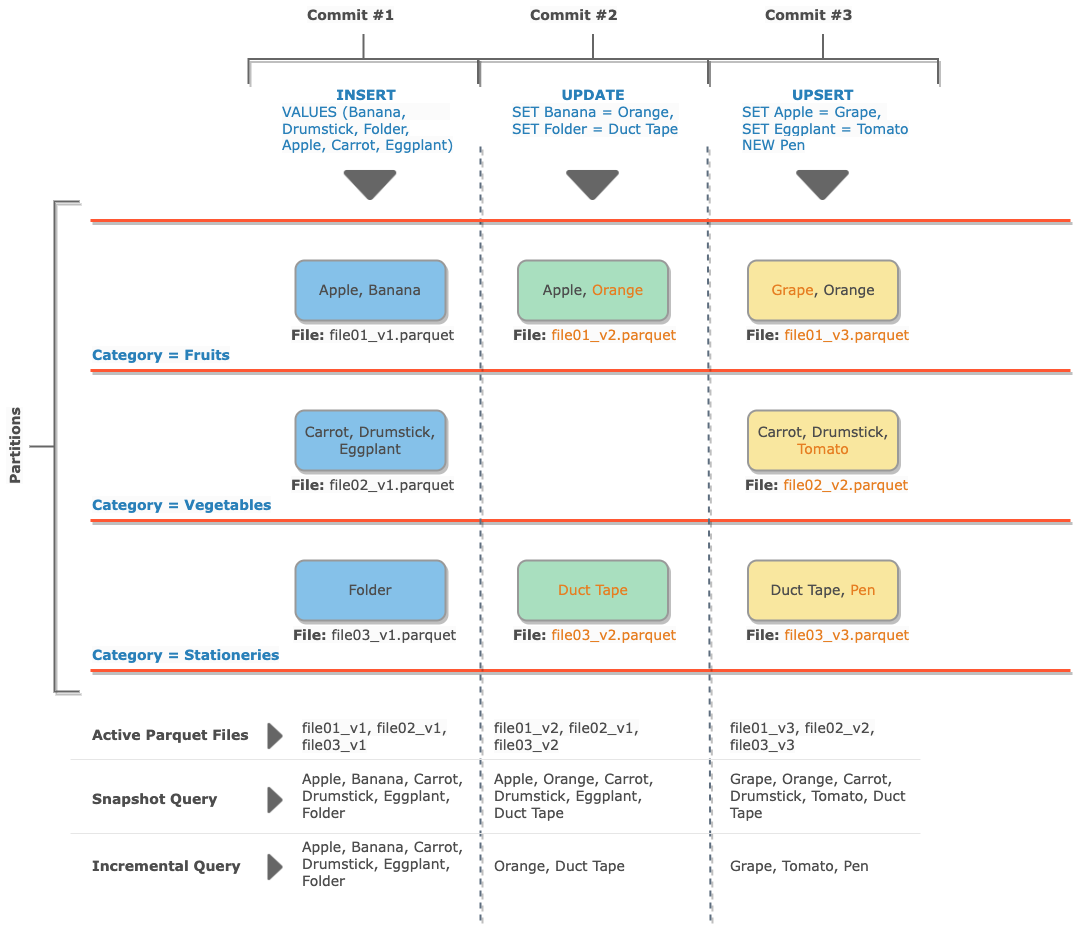 Commit #1
Commit #2
Commit #3
INSERT
VALUES (Banana,
Drumstick, Folder,
Apple, Carrot, Eggplant)
UPDATE
SET Banana = Orange,
SET Folder = Duct Tape
UPSERT
SET Apple = Grape,
SET Eggplant = Tomato
NEW Pen
Partitions
Apple, Banana
File: file01_v1.parquet
Apple, Orange
File: file01_v2.parquet
Grape, Orange
File: file01_v3.parquet
Category = Fruits
Carrot, Drumstick,
Eggplant
File: file02_v1.parquet
Carrot, Drumstick,
Tomato
File: file02_v2.parquet
Category = Vegetables
Folder
File: file03_v1.parquet
Duct Tape
File: file03_v2.parquet
Duct Tape, Pen
File: file03_v3.parquet
Category = Stationeries
Active Parquet Files
file01_v1, file02_v1,
file03_v1
file01_v2, file02_v1,
file03_v2
file01_v3, file02_v2,
file03_v3
Snapshot Query
Apple, Banana, Carrot,
Drumstick, Eggplant,
Folder
Apple, Orange, Carrot,
Drumstick, Eggplant,
Duct Tape
Grape, Orange, Carrot,
Drumstick, Tomato, Duct
Tape
Incremental Query
Apple, Banana, Carrot,
Drumstick, Eggplant,
Folder
Orange, Duct Tape
Grape, Tomato, Pen